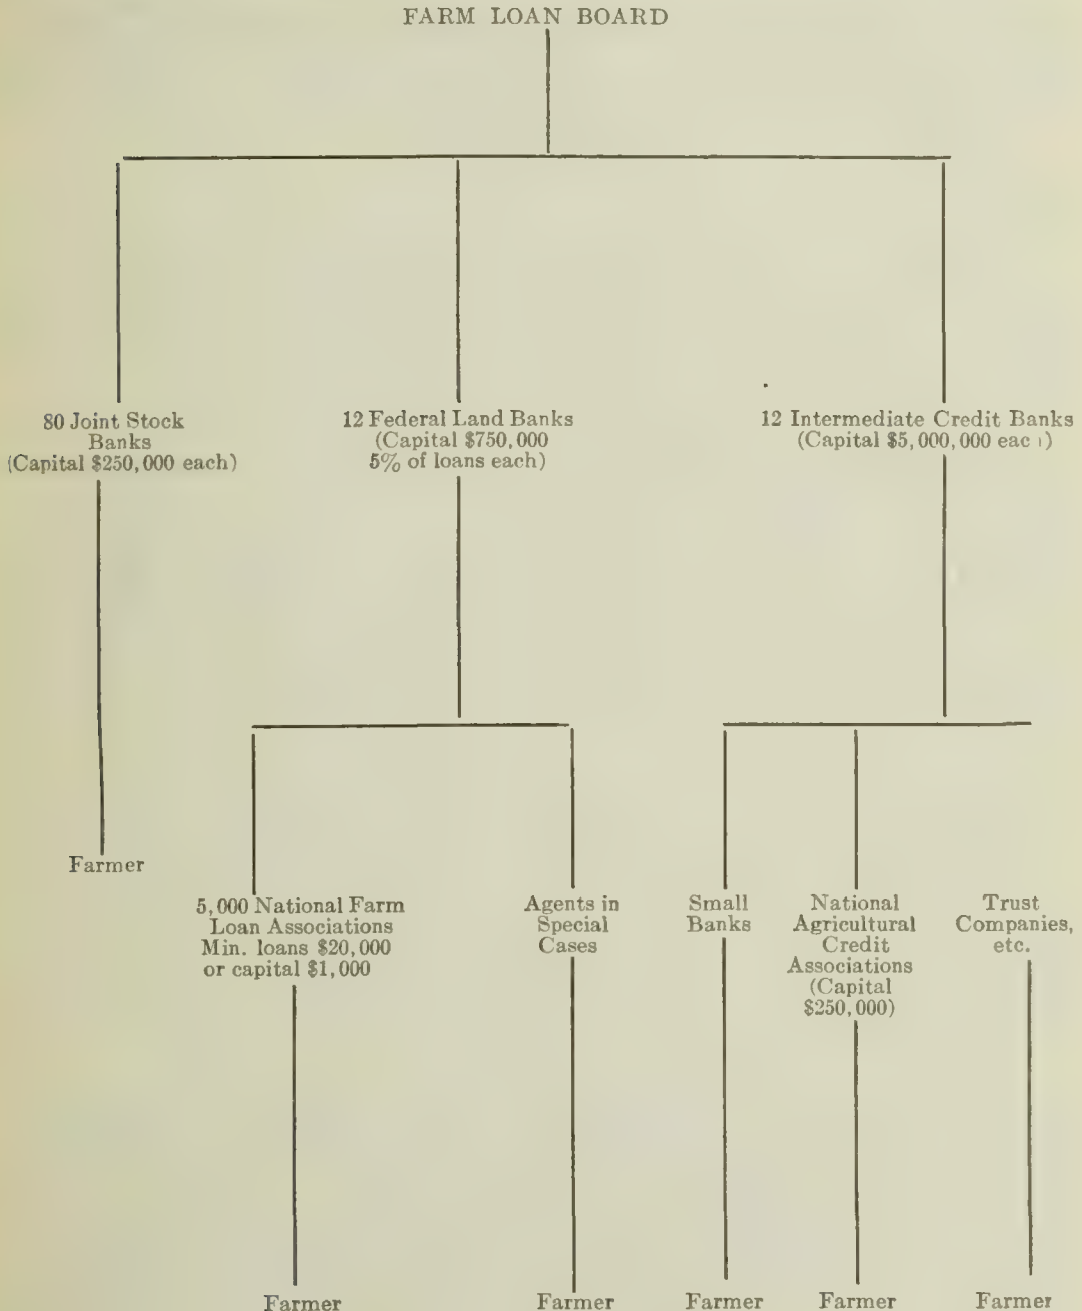 FARM LOAN BOARD
80 Joint Stock
Banks
(Capital $250,000 each)
12 Federal Land Banks
(Capital $750,000
5% of loans each)
12 Intermediate Credit Banks
(Capital $5,000,000 each)
Farmer
5,000 National Farm
Loan Associations
Min. loans $20,000
or capital $1,000
Agents in
Special
Cases
Small
Banks
National
Agricultural
Credit
Associations
(Capital
$250,000)
Trust
Companies,
etc.
Farmer
Farmer
Farmer
Farmer
Farmer